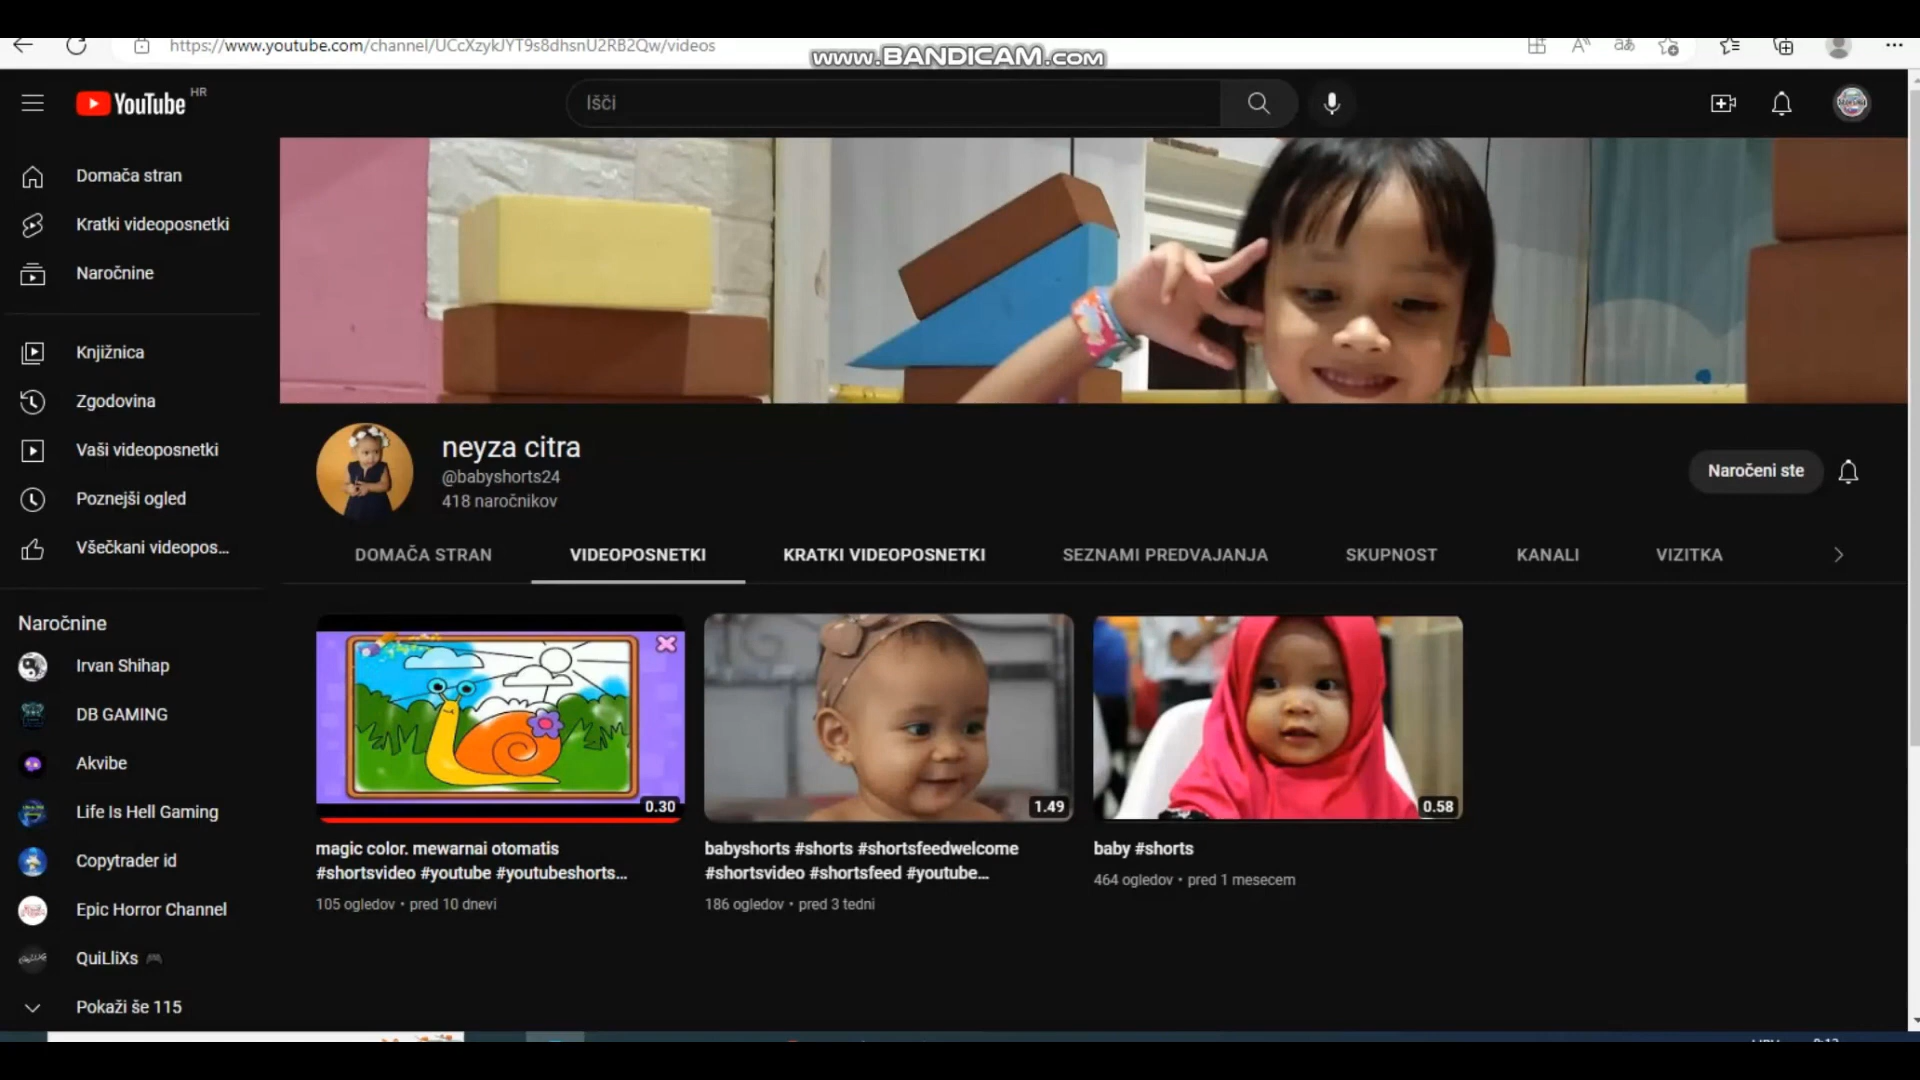 https://www.youtube.com/channel/UCcXzykJYT9s8dhsnU2RB2Qw/videos
www.BANDICAM.com
YouTube HR
Išči
Domača stran
Kratki videoposnetki
Naročnine
Knjižnica
Zgodovina
Vaši videoposnetki
Poznejši ogled
Všečkani videopos...
Naročnine
Irvan Shihap
DB GAMING
Akvibe
Life Is Hell Gaming
Copytrader id
Epic Horror Channel
QuiLliXs
Pokaži še 115
neyza citra
@babyshorts24
418 naročnikov
Naročeni ste
DOMAČA STRAN
VIDEOPOSNETKI
KRATKI VIDEOPOSNETKI
SEZNAMI PREDVAJANJA
SKUPNOST
KANALI
VIZITKA
0.30
magic color. mewarnai otomatis
#shortsvideo #youtube #youtubeshorts...
105 ogledov • pred 10 dnevi
1.49
babyshorts #shorts #shortsfeedwelcome
#shortsvideo #shortsfeed #youtube...
186 ogledov • pred 3 tedni
0.58
baby #shorts
464 ogledov • pred 1 mesecem